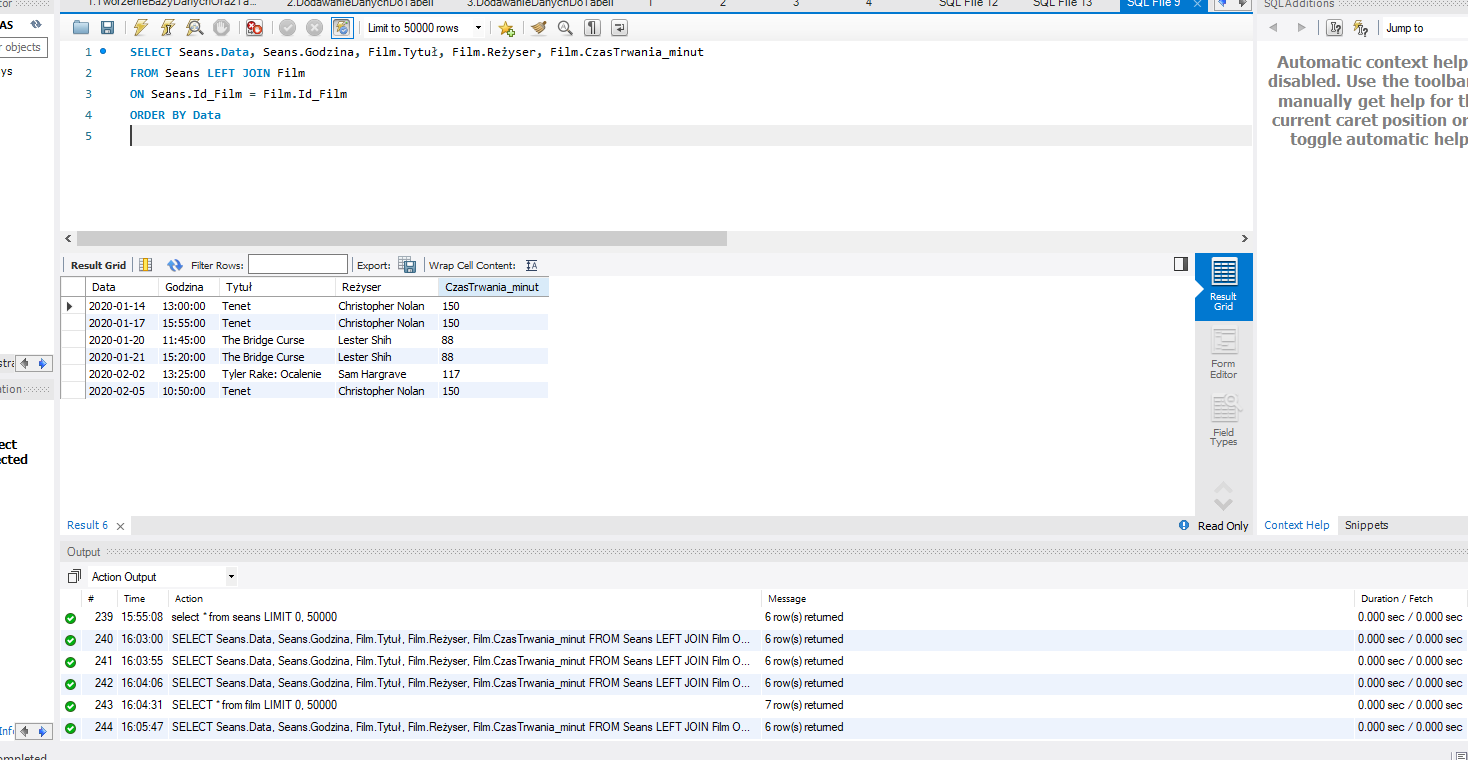 1.TworzenieBazyDanychOrazTa... 2.DodawanieDanychDoTabeli 3.DodawanieDanychDoTabeli 1 2 3 4 SQL File 12 SQL File 13 SQL File 9 SQLAdditions
AS
objects
ys
Limit to 50000 rows
Jump to
1 SELECT Seans.Data, Seans.Godzina, Film.Tytuł, Film.Reżyser, Film.CzasTrwania_minut
2 FROM Seans LEFT JOIN Film
3 ON Seans.Id_Film = Film.Id_Film
4 ORDER BY Data
5
Automatic context help
disabled. Use the toolba
manually get help for t
current caret position or
toggle automatic help
Result Grid Filter Rows: Export: Wrap Cell Content:
Data Godzina Tytuł Reżyser CzasTrwania_minut
2020-01-14 13:00:00 Tenet Christopher Nolan 150
2020-01-17 15:55:00 Tenet Christopher Nolan 150
2020-01-20 11:45:00 The Bridge Curse Lester Shih 88
2020-01-21 15:20:00 The Bridge Curse Lester Shih 88
2020-02-02 13:25:00 Tyler Rake: Ocalenie Sam Hargrave 117
2020-02-05 10:50:00 Tenet Christopher Nolan 150
Result
Grid
Form
Editor
Field
Types
stra
ation
ect
cted
Result 6 Read Only Context Help Snippets
Output
Action Output
# Time Action Message Duration / Fetch
239 15:55:08 select * from seans LIMIT 0, 50000 6 row(s) returned 0.000 sec / 0.000 sec
240 16:03:00 SELECT Seans.Data, Seans.Godzina, Film.Tytuł, Film.Reżyser, Film.CzasTrwania_minut FROM Seans LEFT JOIN Film O... 6 row(s) returned 0.000 sec / 0.000 sec
241 16:03:55 SELECT Seans.Data, Seans.Godzina, Film.Tytuł, Film.Reżyser, Film.CzasTrwania_minut FROM Seans LEFT JOIN Film O... 6 row(s) returned 0.000 sec / 0.000 sec
242 16:04:06 SELECT Seans.Data, Seans.Godzina, Film.Tytuł, Film.Reżyser, Film.CzasTrwania_minut FROM Seans LEFT JOIN Film O... 6 row(s) returned 0.000 sec / 0.000 sec
243 16:04:31 SELECT * from film LIMIT 0, 50000 7 row(s) returned 0.000 sec / 0.000 sec
244 16:05:47 SELECT Seans.Data, Seans.Godzina, Film.Tytuł, Film.Reżyser, Film.CzasTrwania_minut FROM Seans LEFT JOIN Film O... 6 row(s) returned 0.000 sec / 0.000 sec
Info
ompleted